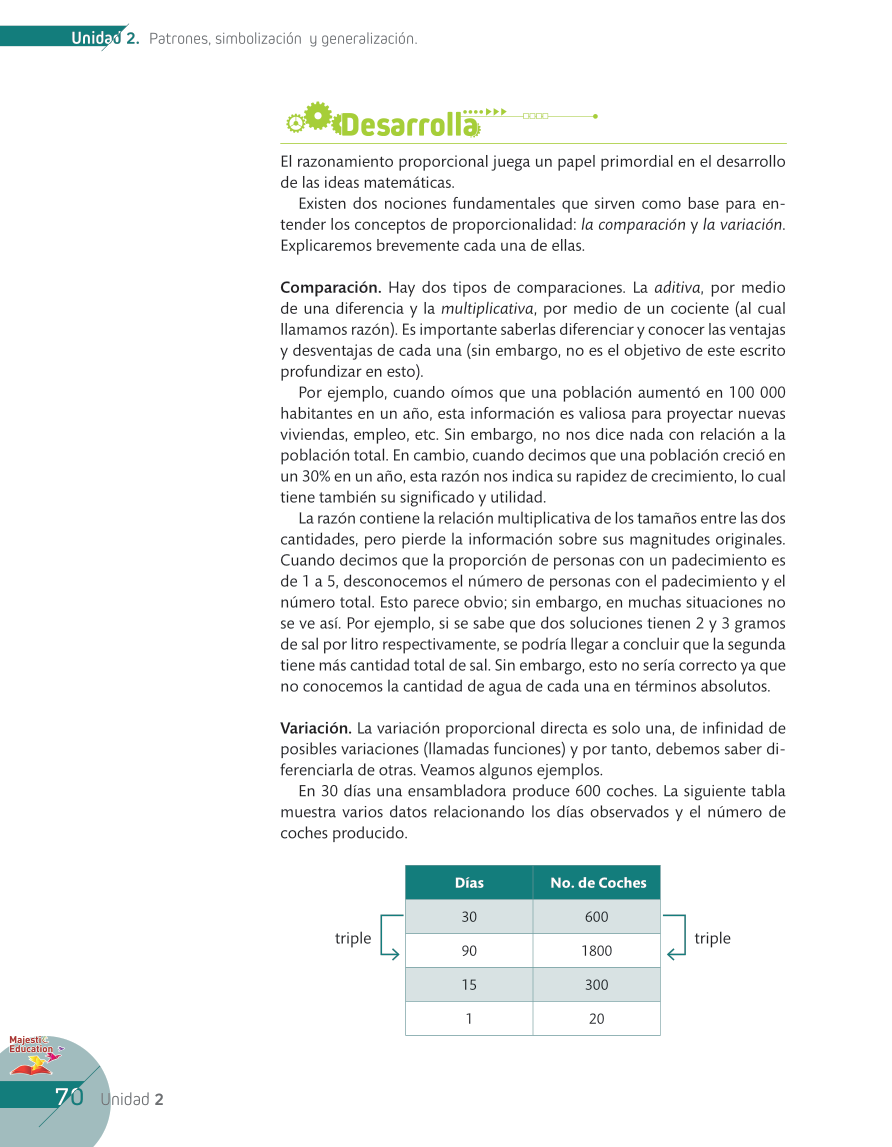 Unidad 2. Patrones, simbolización y generalización.
Desarrolla
El razonamiento proporcional juega un papel primordial en el desarrollo
de las ideas matemáticas.
Existen dos nociones fundamentales que sirven como base para en-
tender los conceptos de proporcionalidad: la comparación y la variación.
Explicaremos brevemente cada una de ellas.
Comparación. Hay dos tipos de comparaciones. La aditiva, por medio
de una diferencia y la multiplicativa, por medio de un cociente (al cual
llamamos razón). Es importante saberlas diferenciar y conocer las ventajas
y desventajas de cada una (sin embargo, no es el objetivo de este escrito
profundizar en esto).
Por ejemplo, cuando oímos que una población aumentó en 100 000
habitantes en un año, esta información es valiosa para proyectar nuevas
viviendas, empleo, etc. Sin embargo, no nos dice nada con relación a la
población total. En cambio, cuando decimos que una población creció en
un 30% en un año, esta razón nos indica su rapidez de crecimiento, lo cual
tiene también su significado y utilidad.
La razón contiene la relación multiplicativa de los tamaños entre las dos
cantidades, pero pierde la información sobre sus magnitudes originales.
Cuando decimos que la proporción de personas con un padecimiento es
de 1 a 5, desconocemos el número de personas con el padecimiento y el
número total. Esto parece obvio; sin embargo, en muchas situaciones no
se ve así. Por ejemplo, si se sabe que dos soluciones tienen 2 y 3 gramos
de sal por litro respectivamente, se podría llegar a concluir que la segunda
tiene más cantidad total de sal. Sin embargo, esto no sería correcto ya que
no conocemos la cantidad de agua de cada una en términos absolutos.
Variación. La variación proporcional directa es solo una, de infinidad de
posibles variaciones (llamadas funciones) y por tanto, debemos saber di-
ferenciarla de otras. Veamos algunos ejemplos.
En 30 días una ensambladora produce 600 coches. La siguiente tabla
muestra varios datos relacionando los días observados y el número de
coches producido.
Días No. de Coches
30 600
triple triple
90 1800
15 300
1 20
Majestic
Education
70 Unidad 2